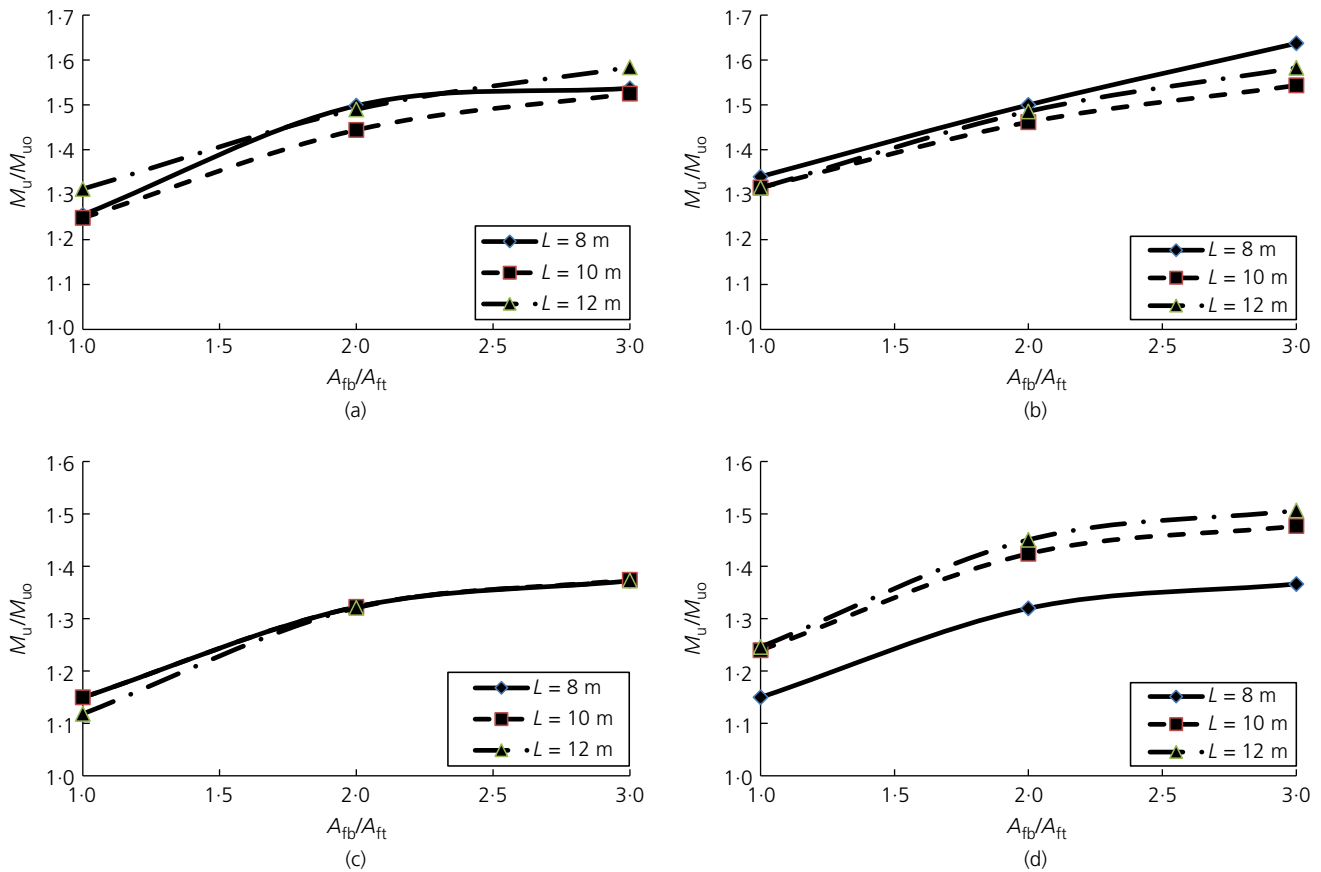 1·7
1·6
1·5
1·4
1·3
1·2
1·1
1·0
Mu/Muo
1·0 1·5 2·0 2·5 3·0
Afb/Aft
(a)
L = 8 m
L = 10 m
L = 12 m
1·7
1·6
1·5
1·4
1·3
1·2
1·1
1·0
Mu/Muo
1·0 1·5 2·0 2·5 3·0
Afb/Aft
(b)
L = 8 m
L = 10 m
L = 12 m
1·6
1·5
1·4
1·3
1·2
1·1
1·0
Mu/Muo
1·0 1·5 2·0 2·5 3·0
Afb/Aft
(c)
L = 8 m
L = 10 m
L = 12 m
1·6
1·5
1·4
1·3
1·2
1·1
1·0
Mu/Muo
1·0 1·5 2·0 2·5 3·0
Afb/Aft
(d)
L = 8 m
L = 10 m
L = 12 m